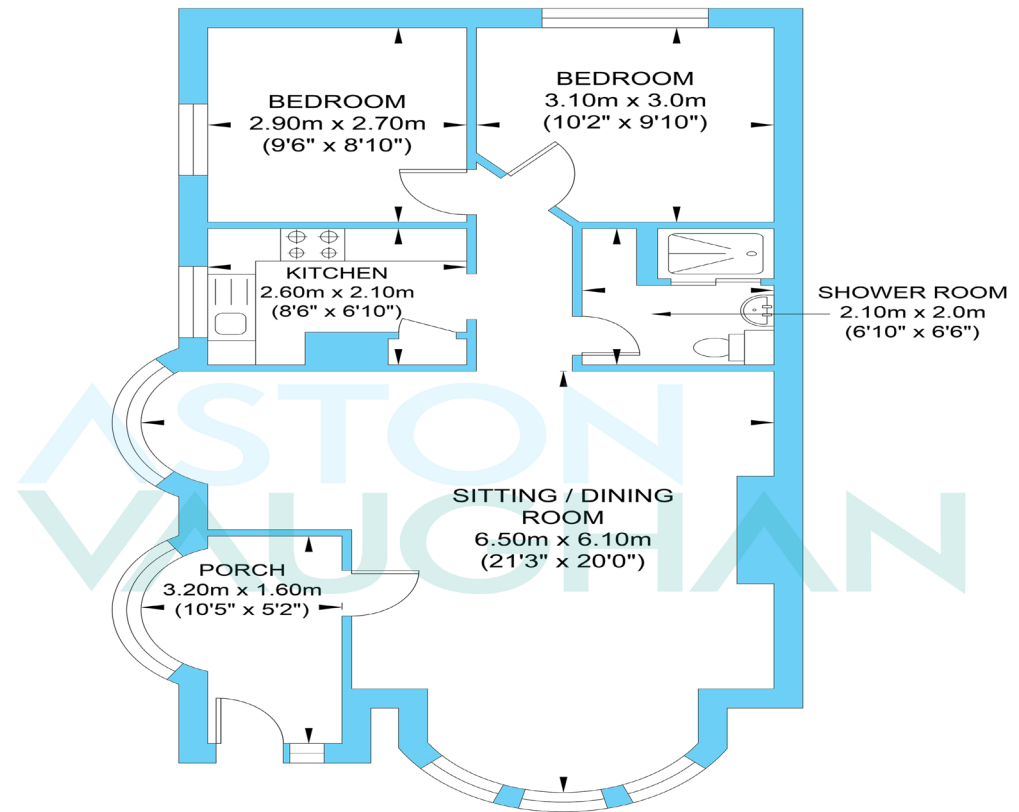 BEDROOM
2.90m x 2.70m
(9'6" x 8'10")
BEDROOM
3.10m x 3.0m
(10'2" x 9'10")
KITCHEN
2.60m x 2.10m
(8'6" x 6'10")
SHOWER ROOM
2.10m x 2.0m
(6'10" x 6'6")
ASTON
VAUGHAN
SITTING / DINING
ROOM
6.50m x 6.10m
(21'3" x 20'0")
PORCH
3.20m x 1.60m
(10'5" x 5'2")